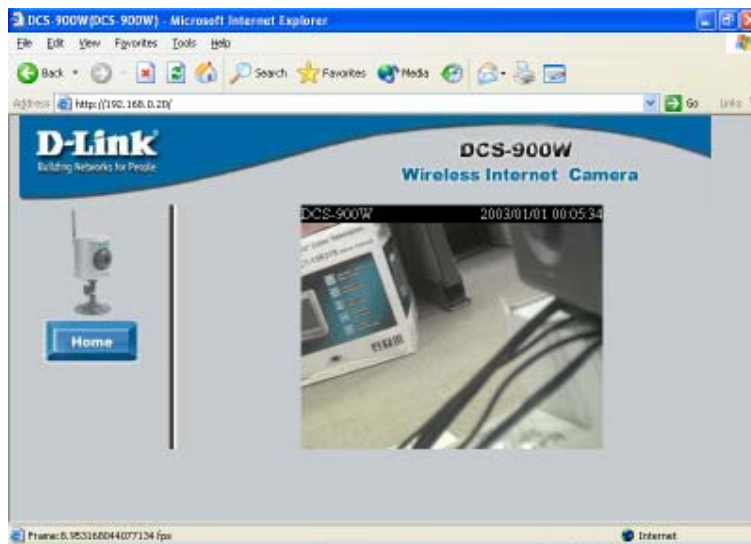 DCS-900W(DCS-900W) - Microsoft Internet Explorer
File Edit View Favorites Tools Help
Back Search Favorites Media
Address http://192.168.0.20/ Go Links
D-Link
Building Networks for People
DCS-900W
Wireless Internet Camera
DCS-900W 2003/01/01 00:05:34
Home
Frame:8.953168044077134 fps Internet